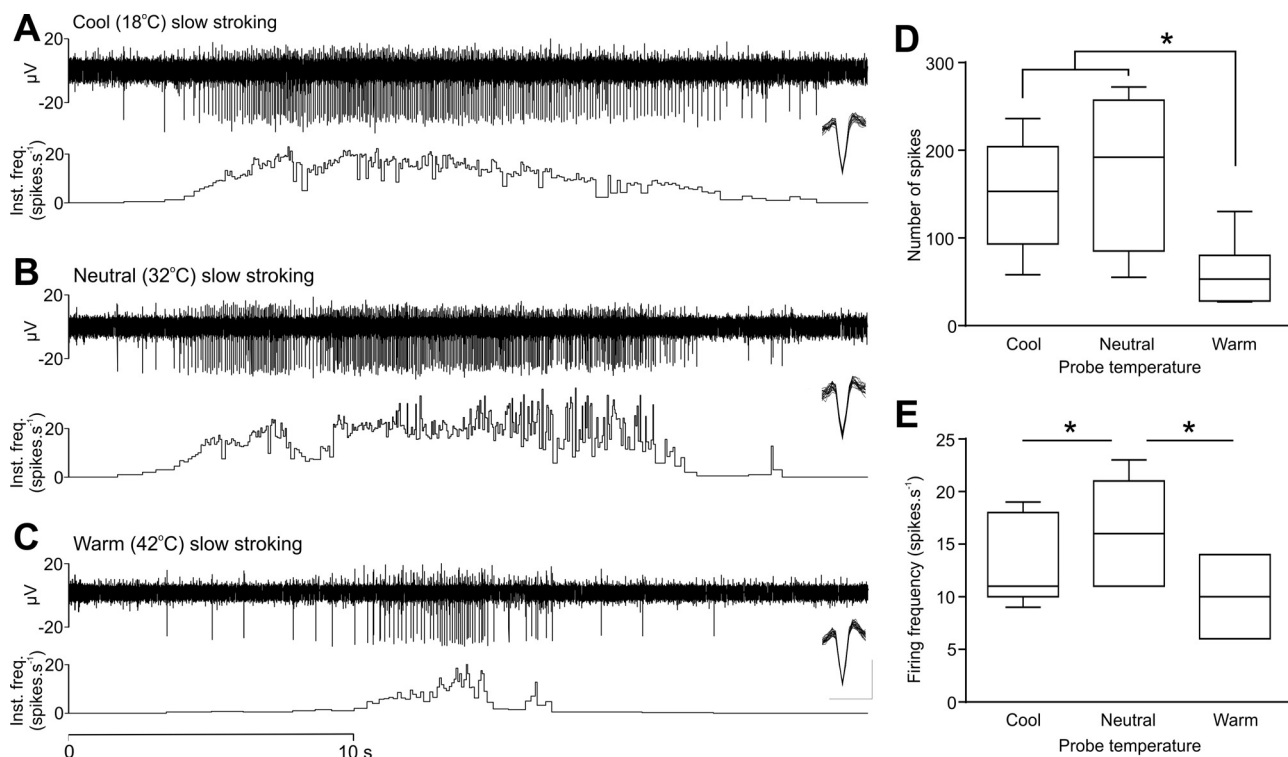 A
Cool (18°C) slow stroking
20
µV
-20
Inst. freq.
(spikes.s⁻¹)
20
0
B
Neutral (32°C) slow stroking
20
µV
-20
Inst. freq.
(spikes.s⁻¹)
20
0
C
Warm (42°C) slow stroking
20
µV
-20
Inst. freq.
(spikes.s⁻¹)
20
0
0
10 s
D
*
Number of spikes
300
200
100
0
Cool Neutral Warm
Probe temperature
E
* *
Firing frequency (spikes.s⁻¹)
25
20
15
10
5
0
Cool Neutral Warm
Probe temperature